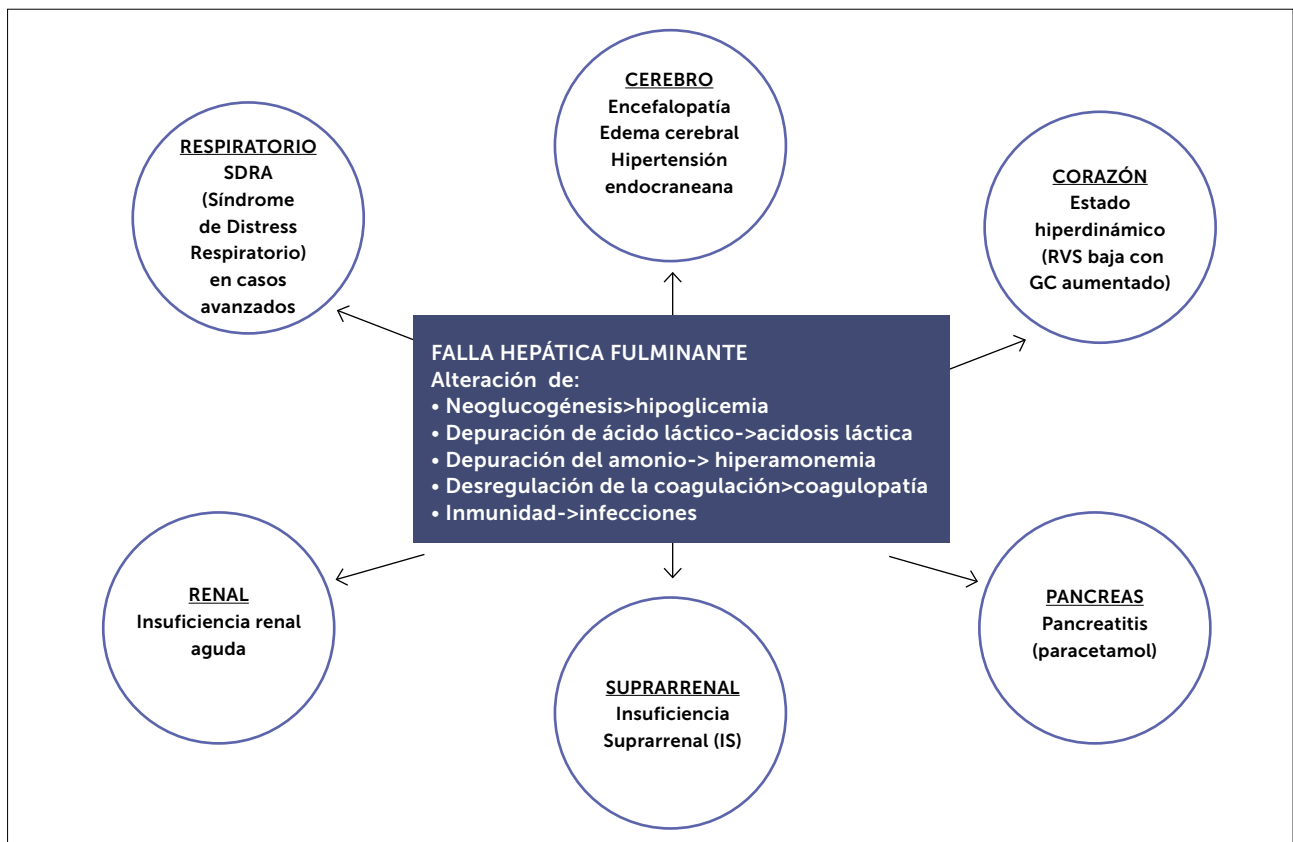 CEREBRO
Encefalopatía
Edema cerebral
Hipertensión
endocraneana
RESPIRATORIO
SDRA
(Síndrome
de Distress
Respiratorio)
en casos
avanzados
CORAZÓN
Estado
hiperdinámico
(RVS baja con
GC aumentado)
FALLA HEPÁTICA FULMINANTE
Alteración de:
• Neoglucogénesis>hipoglicemia
• Depuración de ácido láctico->acidosis láctica
• Depuración del amonio-> hiperamonemia
• Desregulación de la coagulación>coagulopatía
• Inmunidad->infecciones
RENAL
Insuficiencia renal
aguda
SUPRARRENAL
Insuficiencia
Suprarrenal (IS)
PANCREAS
Pancreatitis
(paracetamol)